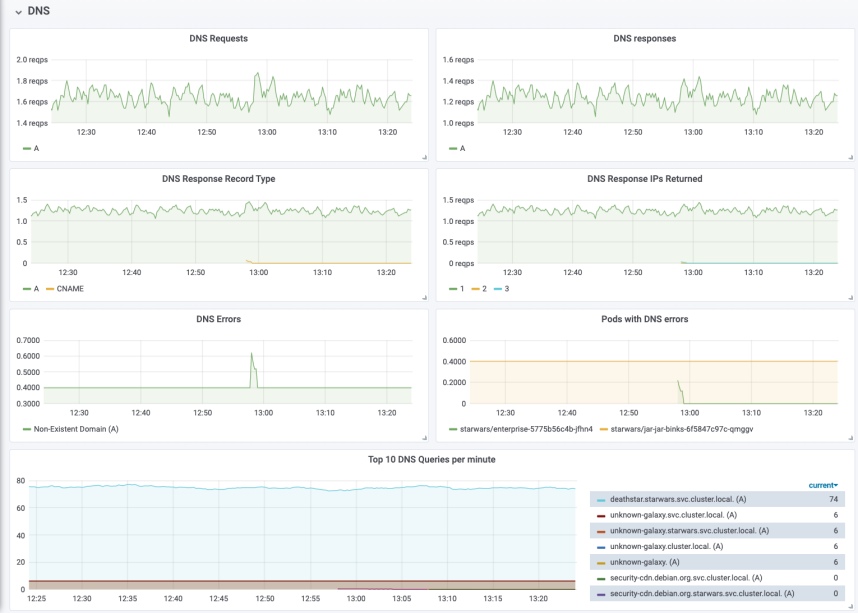 DNS
DNS Requests
2.0 reqps
1.8 reqps
1.6 reqps
1.4 reqps
12:30 12:40 12:50 13:00 13:10 13:20
A
DNS responses
1.6 reqps
1.4 reqps
1.2 reqps
1.0 reqps
12:30 12:40 12:50 13:00 13:10 13:20
A
DNS Response Record Type
1.5
1.0
0.5
0
12:30 12:40 12:50 13:00 13:10 13:20
A CNAME
DNS Response IPs Returned
1.5 reqps
1.0 reqps
0.5 reqps
0 reqps
12:30 12:40 12:50 13:00 13:10 13:20
1 2 3
DNS Errors
0.7000
0.6000
0.5000
0.4000
0.3000
12:30 12:40 12:50 13:00 13:10 13:20
Non-Existent Domain (A)
Pods with DNS errors
0.6000
0.4000
0.2000
0
12:30 12:40 12:50 13:00 13:10 13:20
starwars/enterprise-5775b56c4b-jfhn4 starwars/jar-jar-binks-6f5847c97c-qmggv
Top 10 DNS Queries per minute
80
60
40
20
0
12:25 12:30 12:35 12:40 12:45 12:50 12:55 13:00 13:05 13:10 13:15 13:20
current
deathstar.starwars.svc.cluster.local. (A) 74
unknown-galaxy.svc.cluster.local. (A) 6
unknown-galaxy.starwars.svc.cluster.local. (A) 6
unknown-galaxy.cluster.local. (A) 6
unknown-galaxy. (A) 6
security-cdn.debian.org.svc.cluster.local. (A) 0
security-cdn.debian.org.starwars.svc.cluster.local. (A) 0